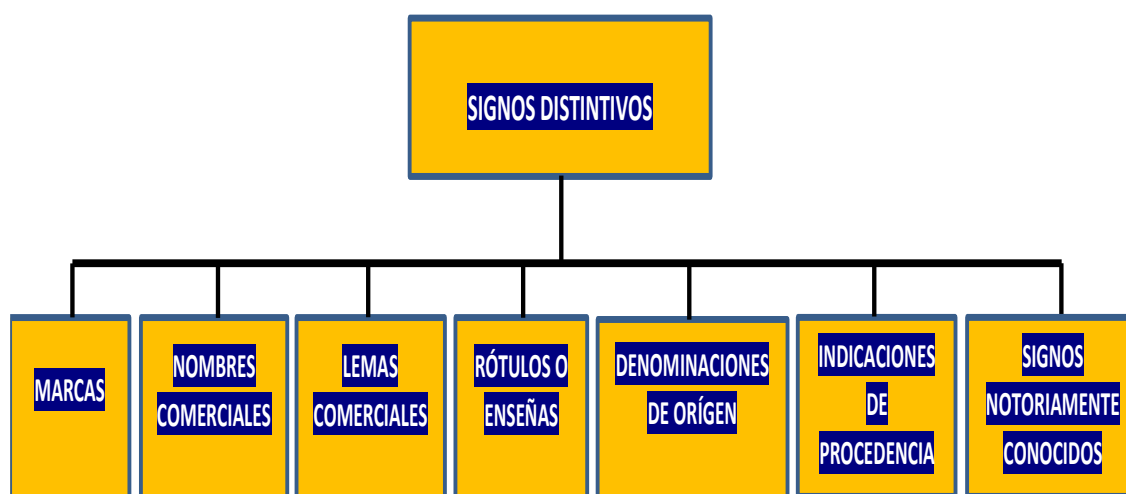 SIGNOS DISTINTIVOS
MARCAS
NOMBRES
COMERCIALES
LEMAS
COMERCIALES
RÓTULOS O
ENSEÑAS
DENOMINACIONES
DE ORÍGEN
INDICACIONES
DE
PROCEDENCIA
SIGNOS
NOTORIAMENTE
CONOCIDOS